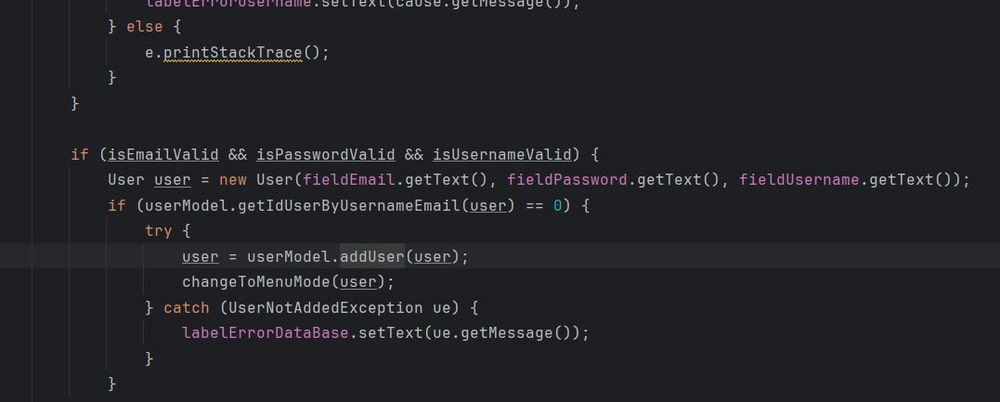 labelErrorUsername.setText(cause.getMessage());
} else {
e.printStackTrace();
}
}
if (isEmailValid && isPasswordValid && isUsernameValid) {
User user = new User(fieldEmail.getText(), fieldPassword.getText(), fieldUsername.getText());
if (userModel.getIdUserByUsernameEmail(user) == 0) {
try {
user = userModel.addUser(user);
changeToMenuMode(user);
} catch (UserNotAddedException ue) {
labelErrorDataBase.setText(ue.getMessage());
}
}